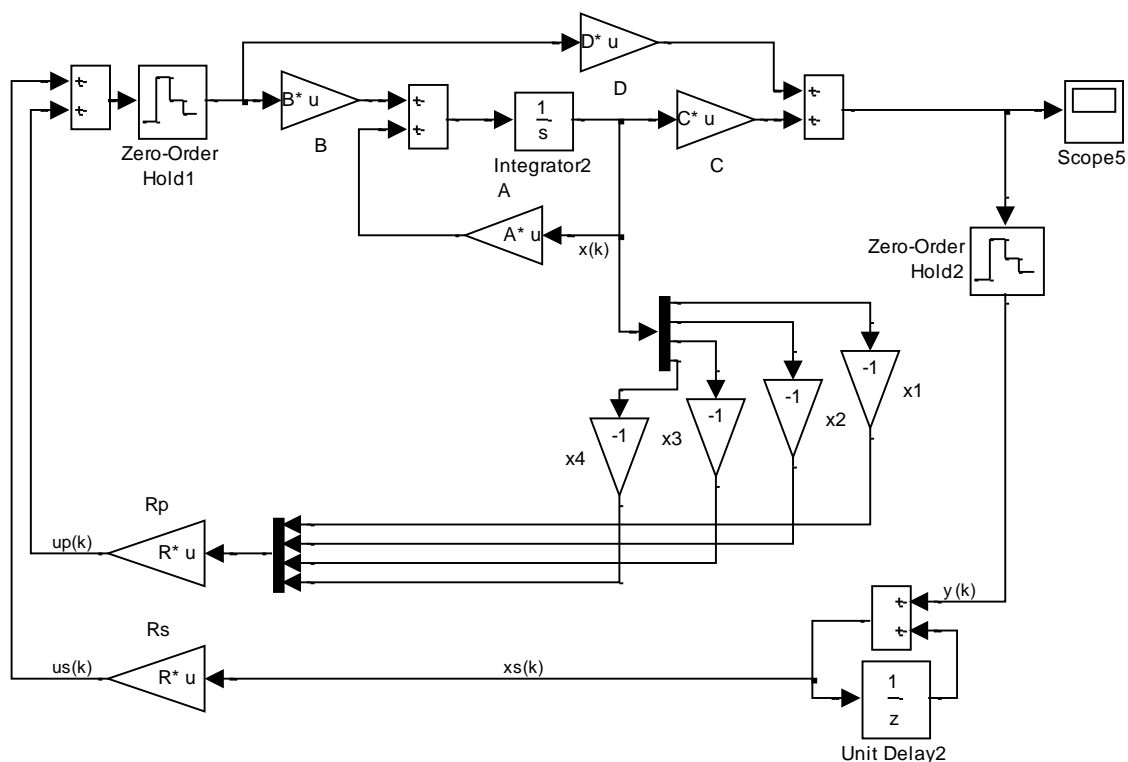 D* u
D
+
+
Zero-Order
Hold1
B* u
B
+
+
1
s
Integrator2
C* u
C
+
+
Scope5
A
A* u
x(k)
Zero-Order
Hold2
-1
x1
-1
x2
-1
x3
-1
x4
Rp
up(k)
R* u
y(k)
+
+
Rs
us(k)
R* u
xs(k)
1
z
Unit Delay2